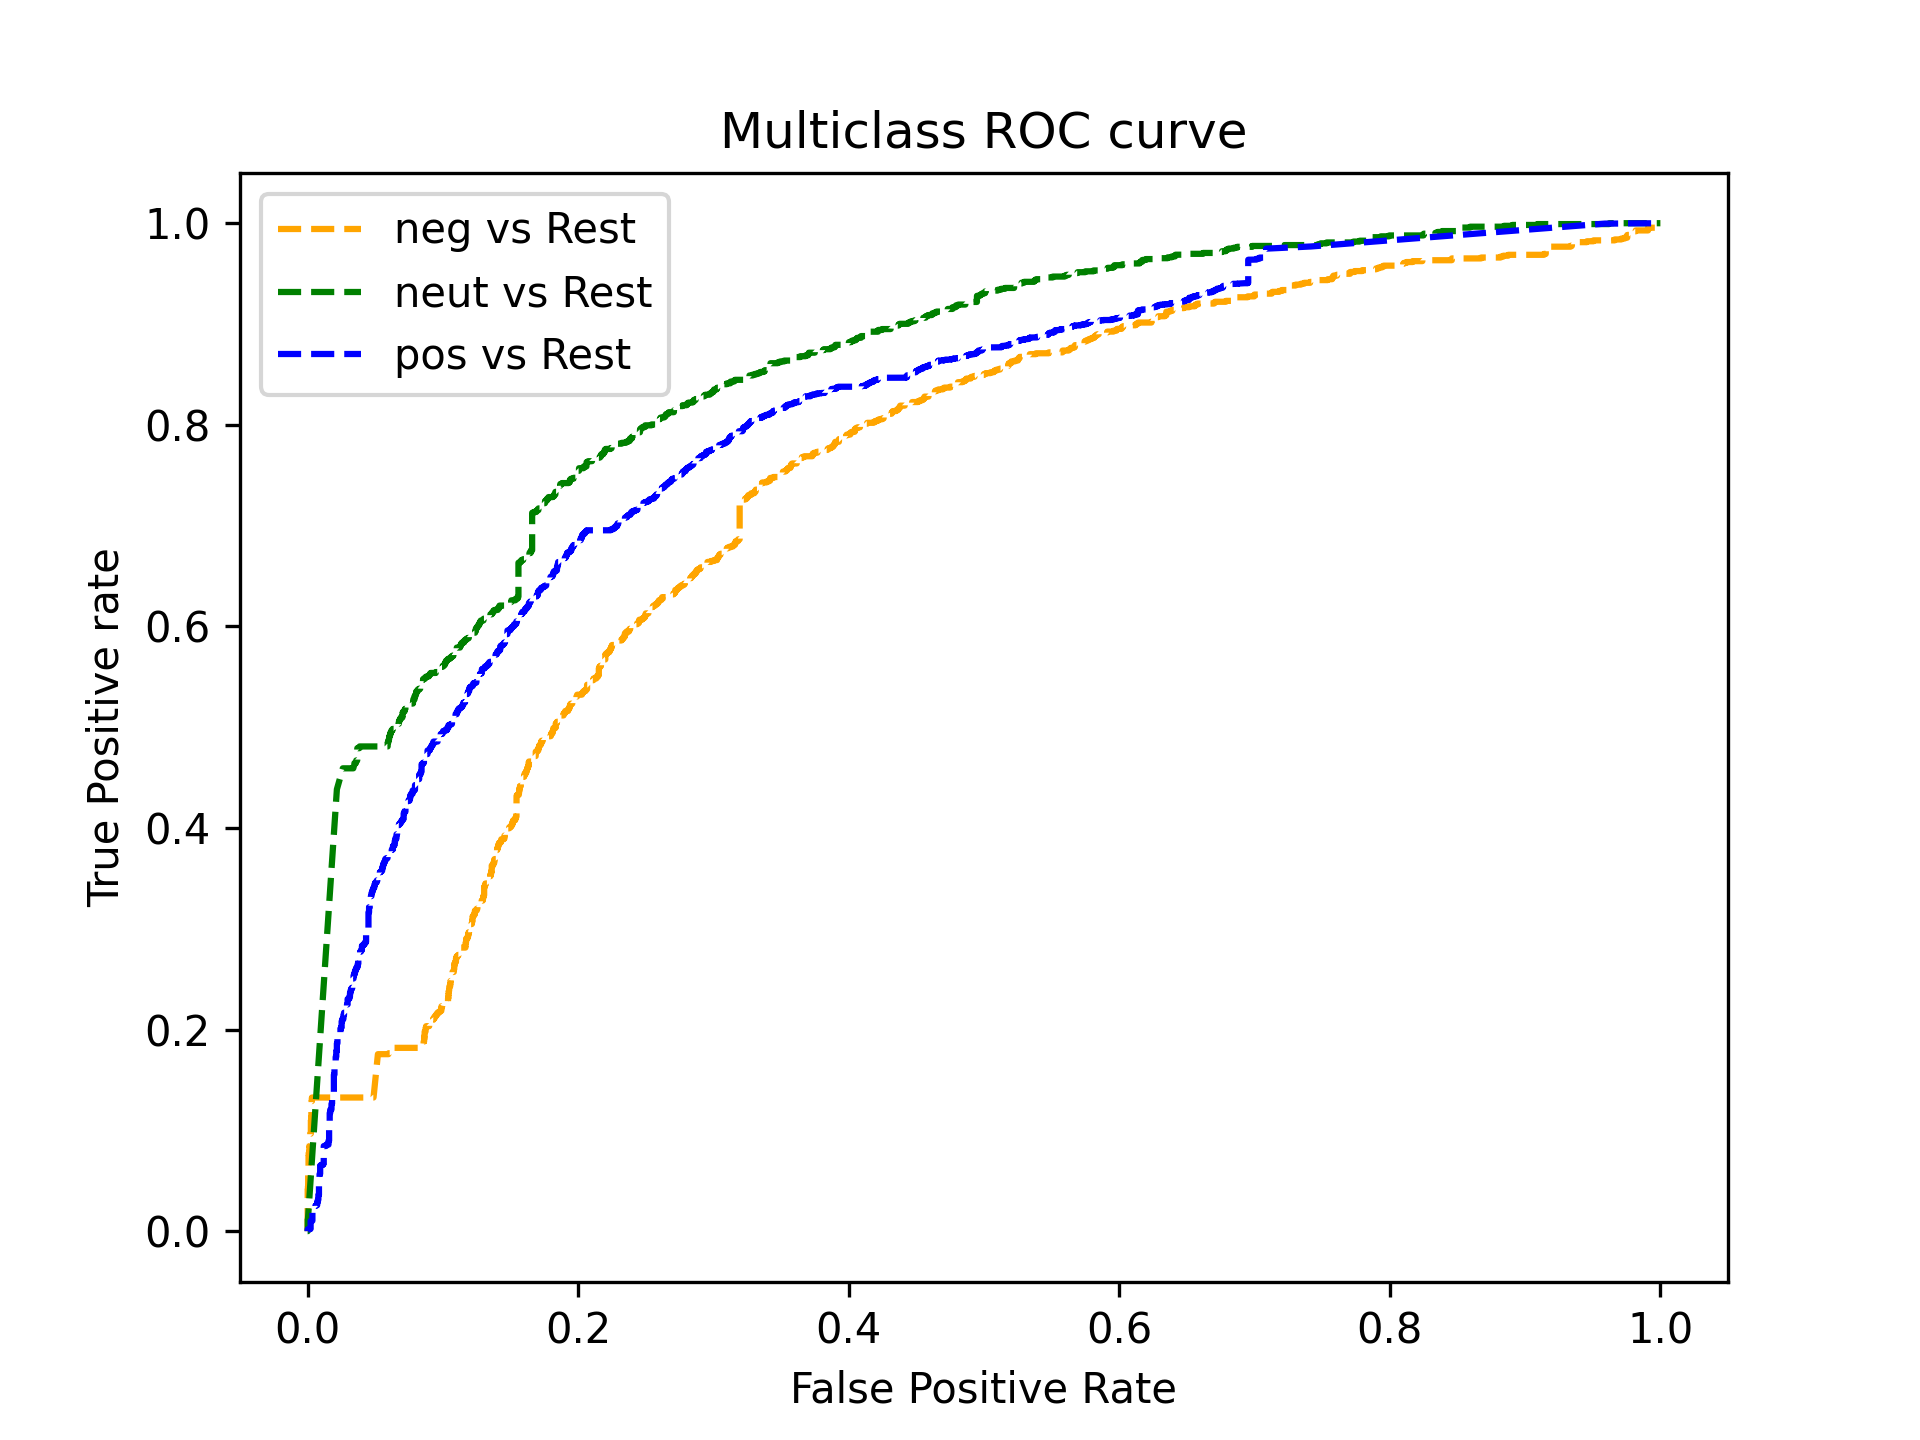 Multiclass ROC curve
neg vs Rest
neut vs Rest
pos vs Rest
True Positive rate
1.0
0.8
0.6
0.4
0.2
0.0
0.0 0.2 0.4 0.6 0.8 1.0
False Positive Rate